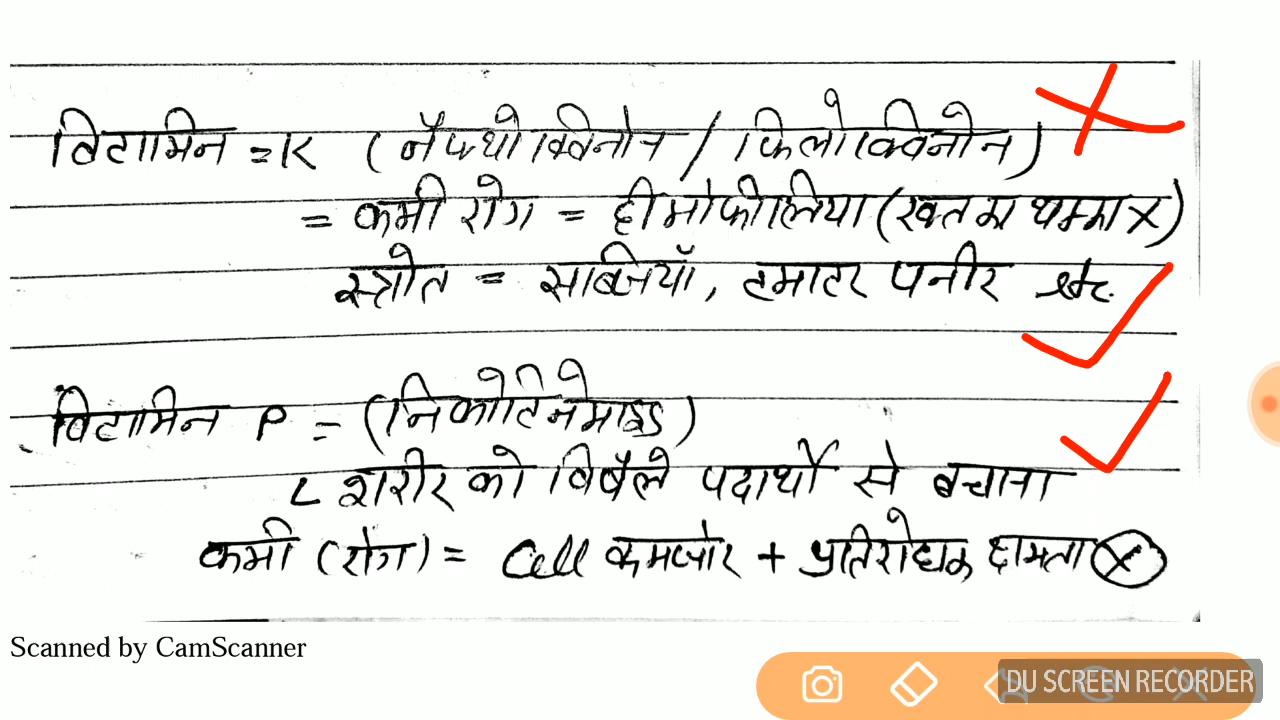 विटामिन = K (नैफ्थोक्विनोन / फिलोक्विनोन)
= कमी रोग = हीमोफीलिया (रक्त का थक्का X)
स्त्रोत = सब्जियाँ, टमाटर पनीर etc.
विटामिन P = (निकोटिनेमाइड)
शरीर को विषैले पदार्थो से बचाना
कमी (रोग) = Cell कमजोर + प्रतिरोधक क्षमता X
Scanned by CamScanner
DU SCREEN RECORDER